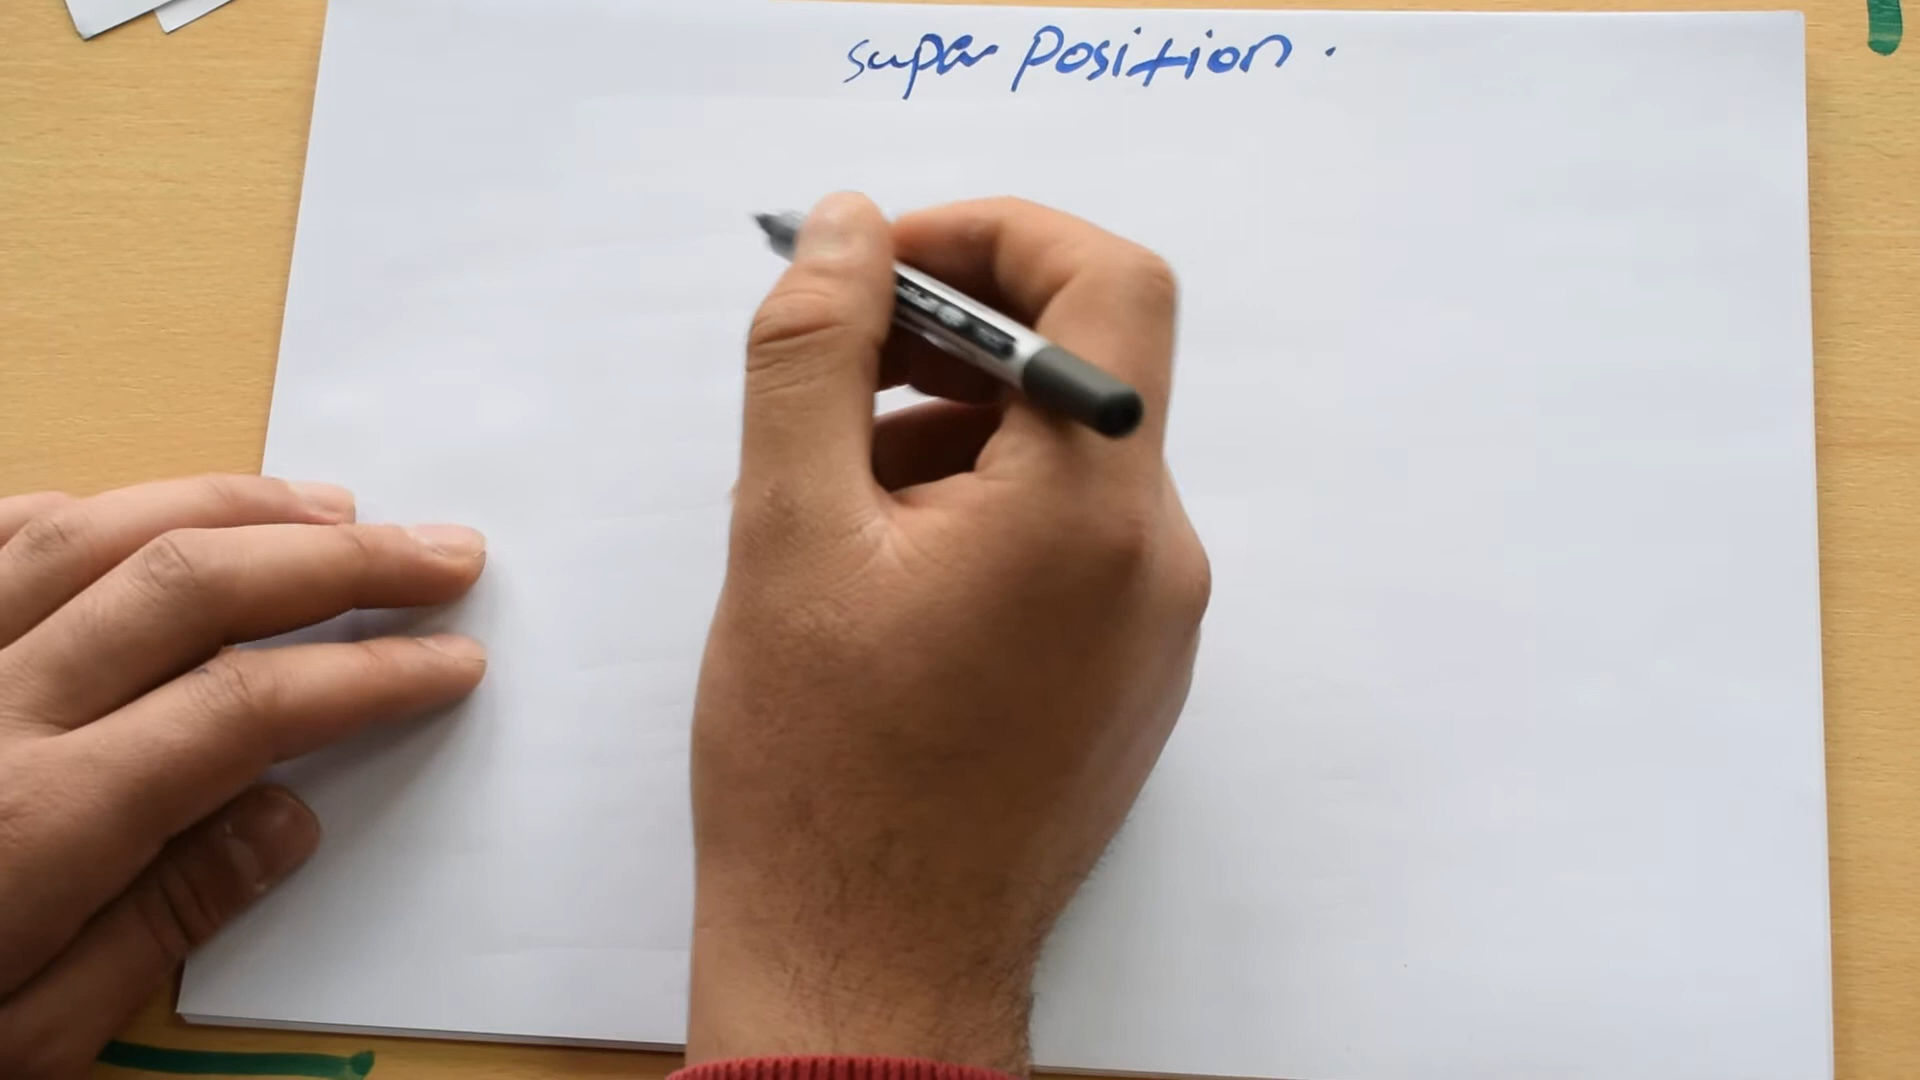 super position .